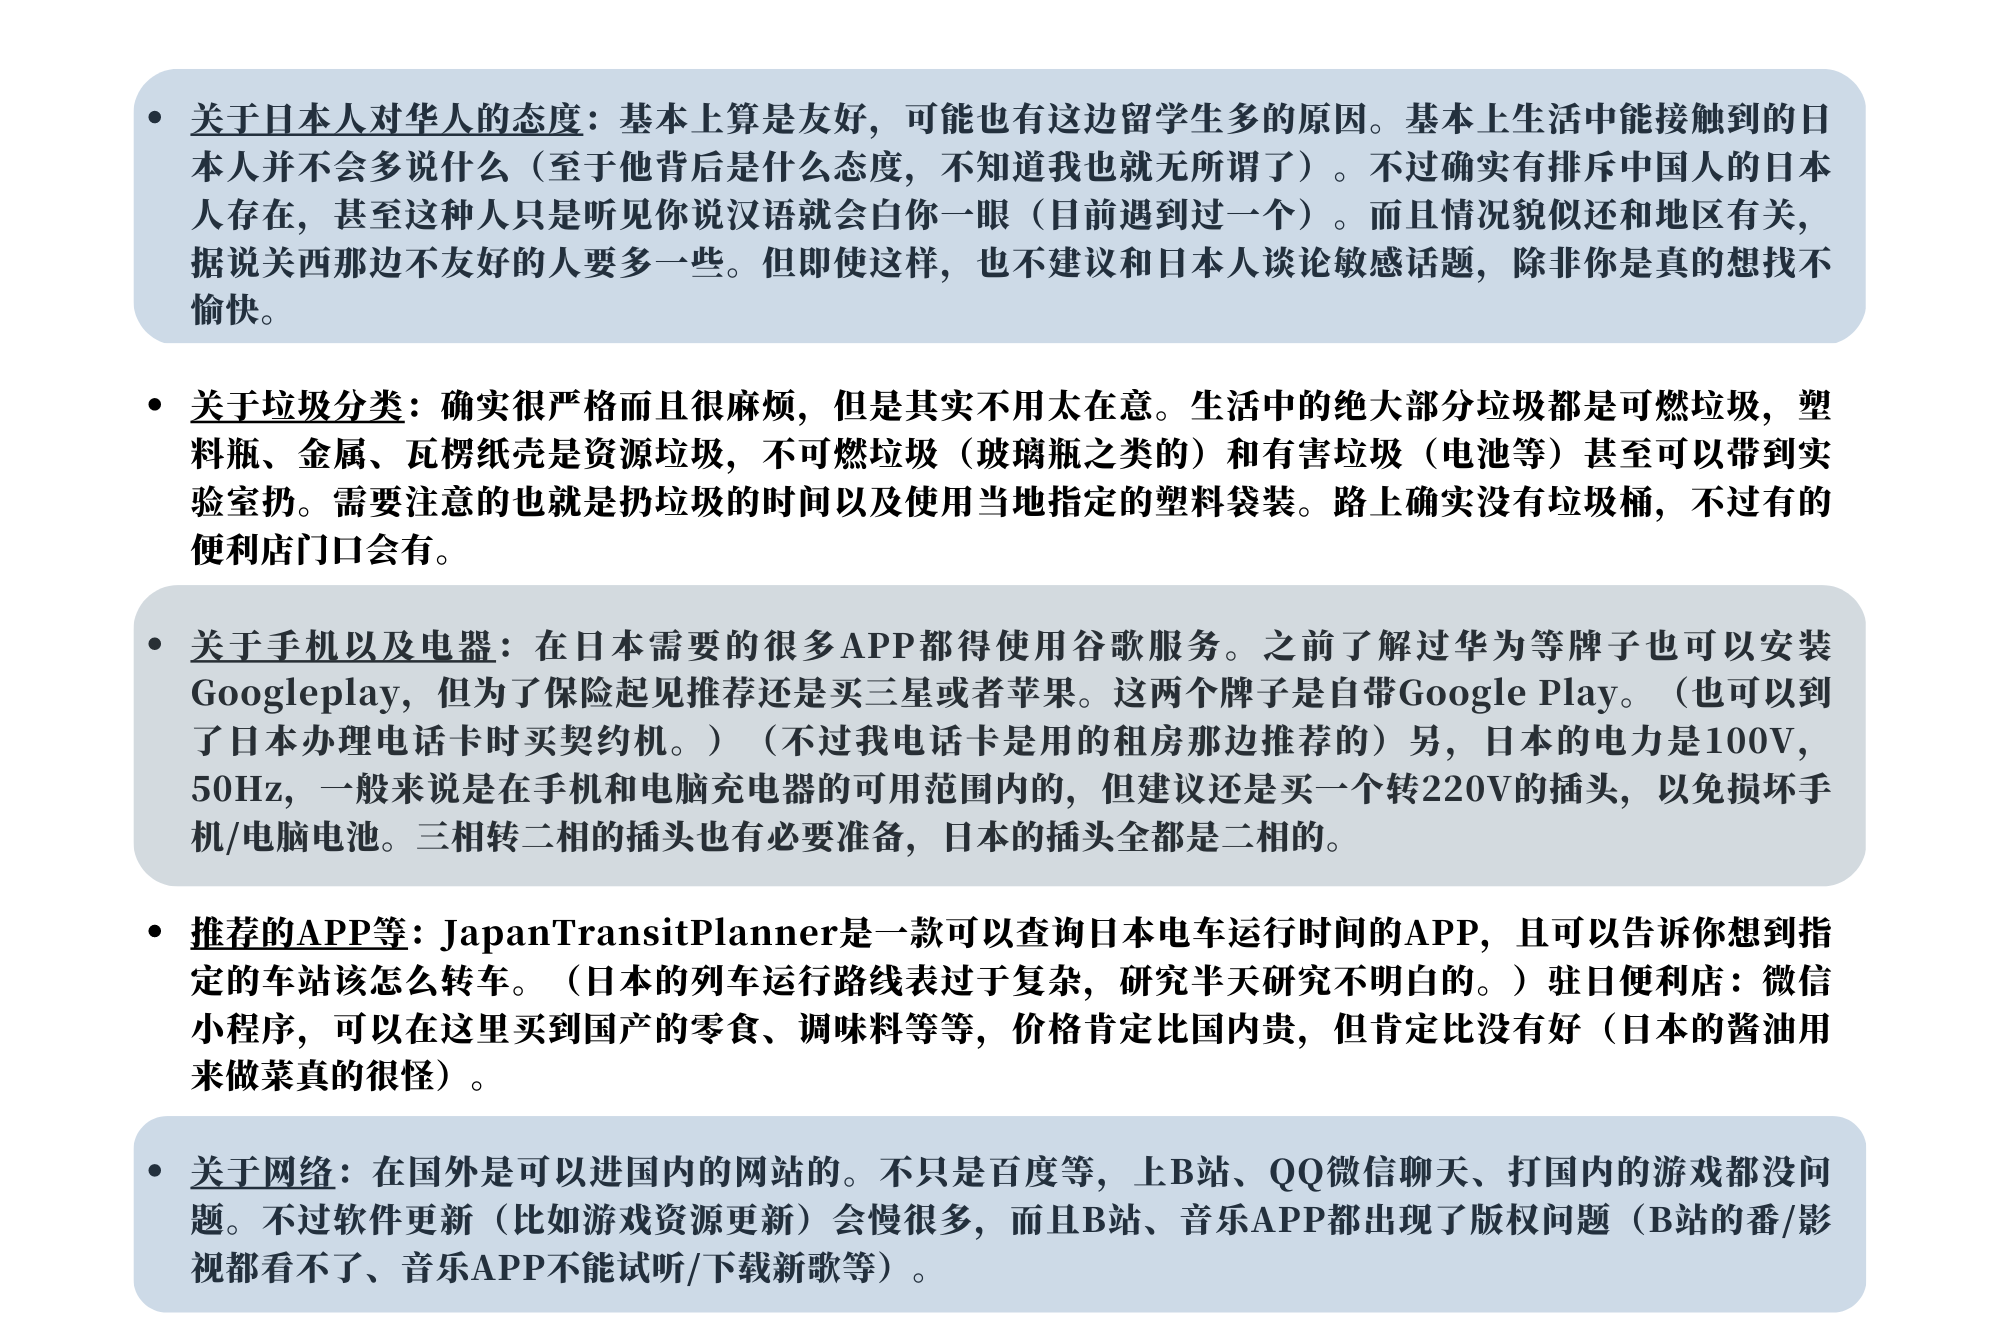 • 关于日本人对华人的态度：基本上算是友好，可能也有这边留学生多的原因。基本上生活中能接触到的日
本人并不会多说什么（至于他背后是什么态度，不知道我也就无所谓了）。不过确实有排斥中国人的日本
人存在，甚至这种人只是听见你说汉语就会白你一眼（目前遇到过一个）。而且情况貌似还和地区有关，
据说关西那边不友好的人要多一些。但即使这样，也不建议和日本人谈论敏感话题，除非你是真的想找不
愉快。
• 关于垃圾分类：确实很严格而且很麻烦，但是其实不用太在意。生活中的绝大部分垃圾都是可燃垃圾，塑
料瓶、金属、瓦楞纸壳是资源垃圾，不可燃垃圾（玻璃瓶之类的）和有害垃圾（电池等）甚至可以带到实
验室扔。需要注意的也就是扔垃圾的时间以及使用当地指定的塑料袋装。路上确实没有垃圾桶，不过有的
便利店门口会有。
• 关于手机以及电器：在日本需要的很多APP都得使用谷歌服务。之前了解过华为等牌子也可以安装
Googleplay，但为了保险起见推荐还是买三星或者苹果。这两个牌子是自带Google Play。（也可以到
了日本办理电话卡时买契约机。）（不过我电话卡是用的租房那边推荐的）另，日本的电力是100V，
50Hz，一般来说是在手机和电脑充电器的可用范围内的，但建议还是买一个转220V的插头，以免损坏手
机/电脑电池。三相转二相的插头也有必要准备，日本的插头全都是二相的。
• 推荐的APP等：JapanTransitPlanner是一款可以查询日本电车运行时间的APP，且可以告诉你想到指
定的车站该怎么转车。（日本的列车运行路线表过于复杂，研究半天研究不明白的。）驻日便利店：微信
小程序，可以在这里买到国产的零食、调味料等等，价格肯定比国内贵，但肯定比没有好（日本的酱油用
来做菜真的很怪）。
• 关于网络：在国外是可以进国内的网站的。不只是百度等，上B站、QQ微信聊天、打国内的游戏都没问
题。不过软件更新（比如游戏资源更新）会慢很多，而且B站、音乐APP都出现了版权问题（B站的番/影
视都看不了、音乐APP不能试听/下载新歌等）。